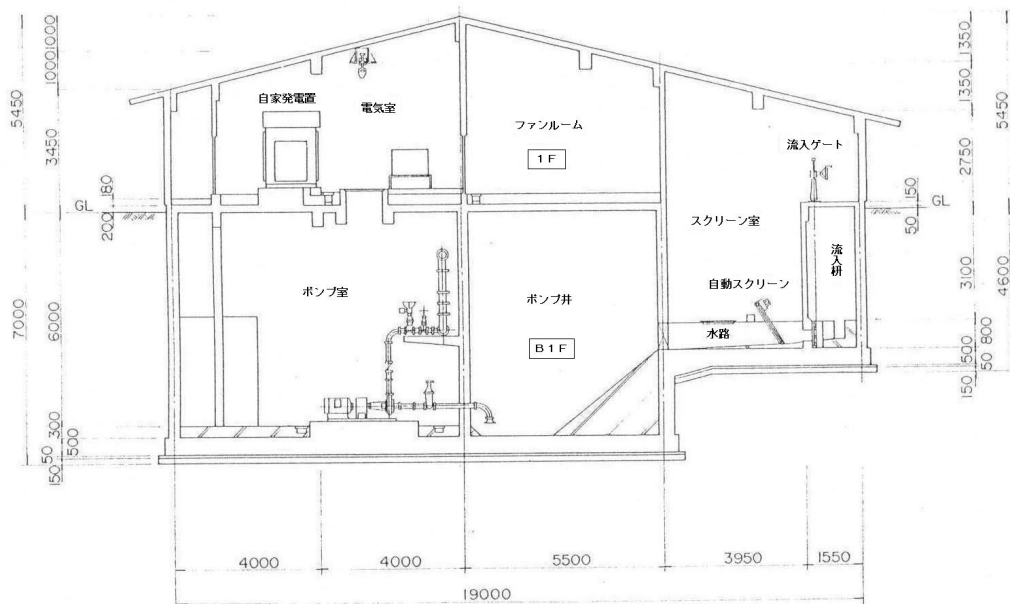 5450
1000
1000
3450
180
GL
200
7000
6000
300
500
50
150
自家発電置
電気室
ファンルーム
1F
流入ゲート
スクリーン室
流入枡
自動スクリーン
ポンプ室
ポンプ井
B1F
水路
1350
1350
5450
2750
150
GL
50
3100
4600
800
500
50
150
4000
4000
5500
3950
1550
19000